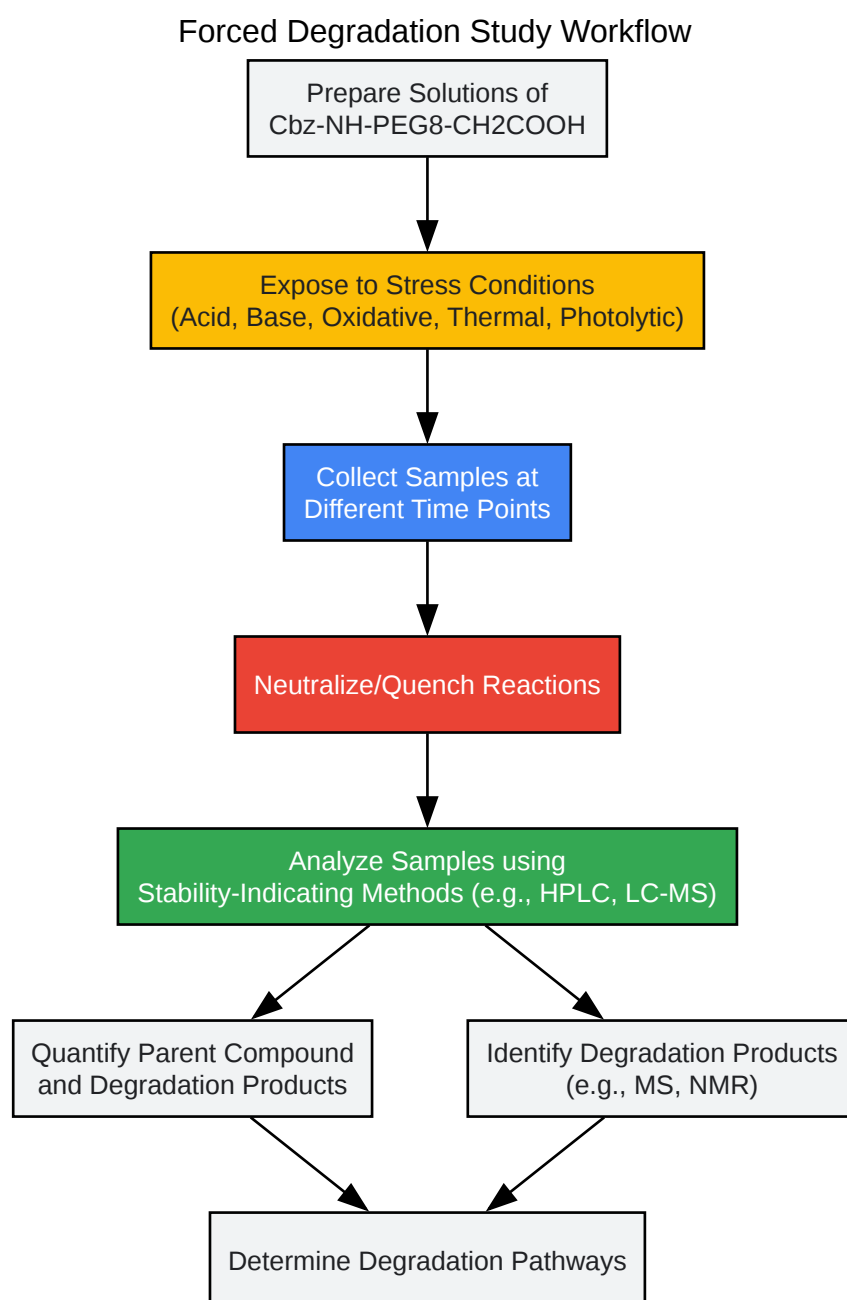 Forced Degradation Study Workflow
Prepare Solutions of
Cbz-NH-PEG8-CH2COOH
Expose to Stress Conditions
(Acid, Base, Oxidative, Thermal, Photolytic)
Collect Samples at
Different Time Points
Neutralize/Quench Reactions
Analyze Samples using
Stability-Indicating Methods (e.g., HPLC, LC-MS)
Quantify Parent Compound
and Degradation Products
Identify Degradation Products
(e.g., MS, NMR)
Determine Degradation Pathways